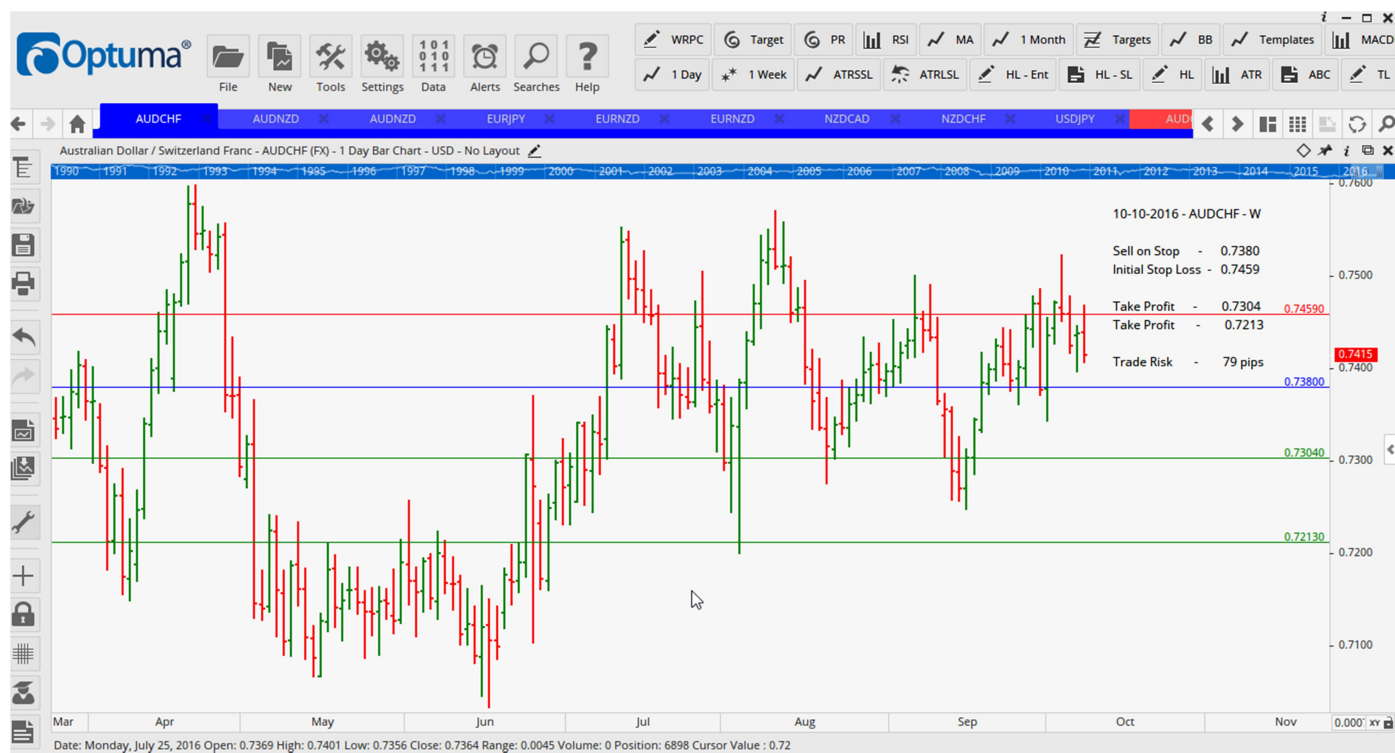 i
Optuma®
File New Tools Settings Data Alerts Searches Help
101
010
111
WRPC Target PR RSI MA 1 Month Targets BB Templates MACD
1 Day 1 Week ATRSSL ATRLSL HL - Ent HL - SL HL ATR ABC TL
AUDCHF AUDNZD AUDNZD EURJPY EURNZD EURNZD NZDCAD NZDCHF USDJPY AUD
Australian Dollar / Switzerland Franc - AUDCHF (FX) - 1 Day Bar Chart - USD - No Layout
i
1990 1991 1992 1993 1994 1995 1996 1997 1998 1999 2000 2001 2002 2003 2004 2005 2006 2007 2008 2009 2010 2011 2012 2013 2014 2015 2016
0.7600
10-10-2016 - AUDCHF - W
Sell on Stop - 0.7380
Initial Stop Loss - 0.7459
0.7500
Take Profit - 0.7304
0.74590
Take Profit - 0.7213
0.7415
Trade Risk - 79 pips
0.7400
0.73800
0.73040
0.7300
0.72130
0.7200
0.7100
Mar Apr May Jun Jul Aug Sep Oct Nov 0.000 XY
Date: Monday, July 25, 2016 Open: 0.7369 High: 0.7401 Low: 0.7356 Close: 0.7364 Range: 0.0045 Volume: 0 Position: 6898 Cursor Value : 0.72